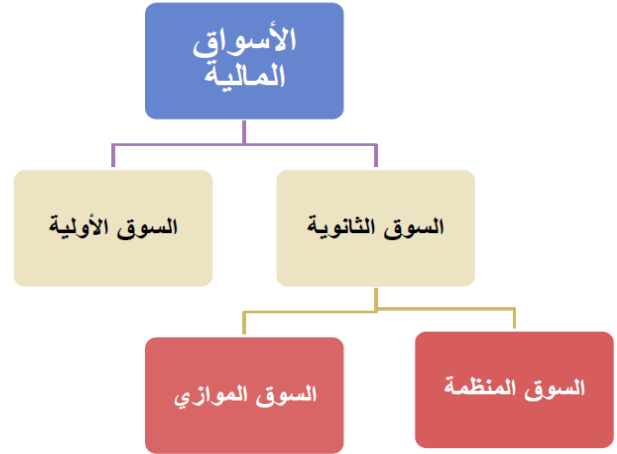 الأسواق
المالية
السوق الثانوية
السوق الأولية
السوق المنظمة
السوق الموازي